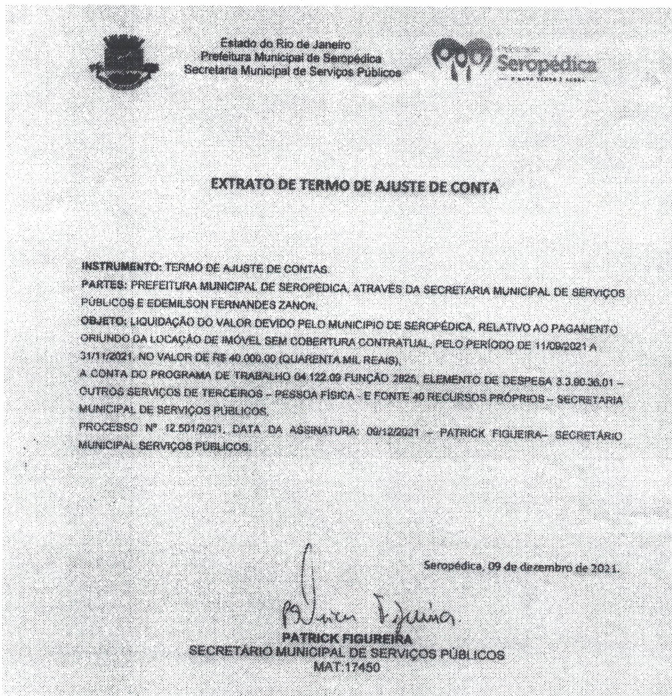 Estado do Rio de Janeiro
Prefeitura Municipal de Seropédica
Secretaria Municipal de Serviços Públicos
Prefeitura de
Seropédica
O NOVO TEMPO É AGORA
EXTRATO DE TERMO DE AJUSTE DE CONTA
INSTRUMENTO: TERMO DE AJUSTE DE CONTAS.
PARTES: PREFEITURA MUNICIPAL DE SEROPÉDICA, ATRAVÉS DA SECRETARIA MUNICIPAL DE SERVIÇOS
PÚBLICOS E EDEMILSON FERNANDES ZANON.
OBJETO: LIQUIDAÇÃO DO VALOR DEVIDO PELO MUNICIPIO DE SEROPÉDICA, RELATIVO AO PAGAMENTO
ORIUNDO DA LOCAÇÃO DE IMÓVEL SEM COBERTURA CONTRATUAL, PELO PERÍODO DE 11/09/2021 A
31/11/2021, NO VALOR DE R$ 40.000,00 (QUARENTA MIL REAIS),
A CONTA DO PROGRAMA DE TRABALHO 04.122.09 FUNÇÃO 2825, ELEMENTO DE DESPESA 3.3.90.36.01 –
OUTROS SERVIÇOS DE TERCEIROS – PESSOA FÍSICA - E FONTE 40 RECURSOS PRÓPRIOS – SECRETARIA
MUNICIPAL DE SERVIÇOS PÚBLICOS,
PROCESSO Nº 12.501/2021, DATA DA ASSINATURA: 09/12/2021 – PATRICK FIGUEIRA– SECRETÁRIO
MUNICIPAL SERVIÇOS PÚBLICOS.
Seropédica, 09 de dezembro de 2021.
PATRICK FIGUREIRA
SECRETÁRIO MUNICIPAL DE SERVIÇOS PÚBLICOS
MAT:17450